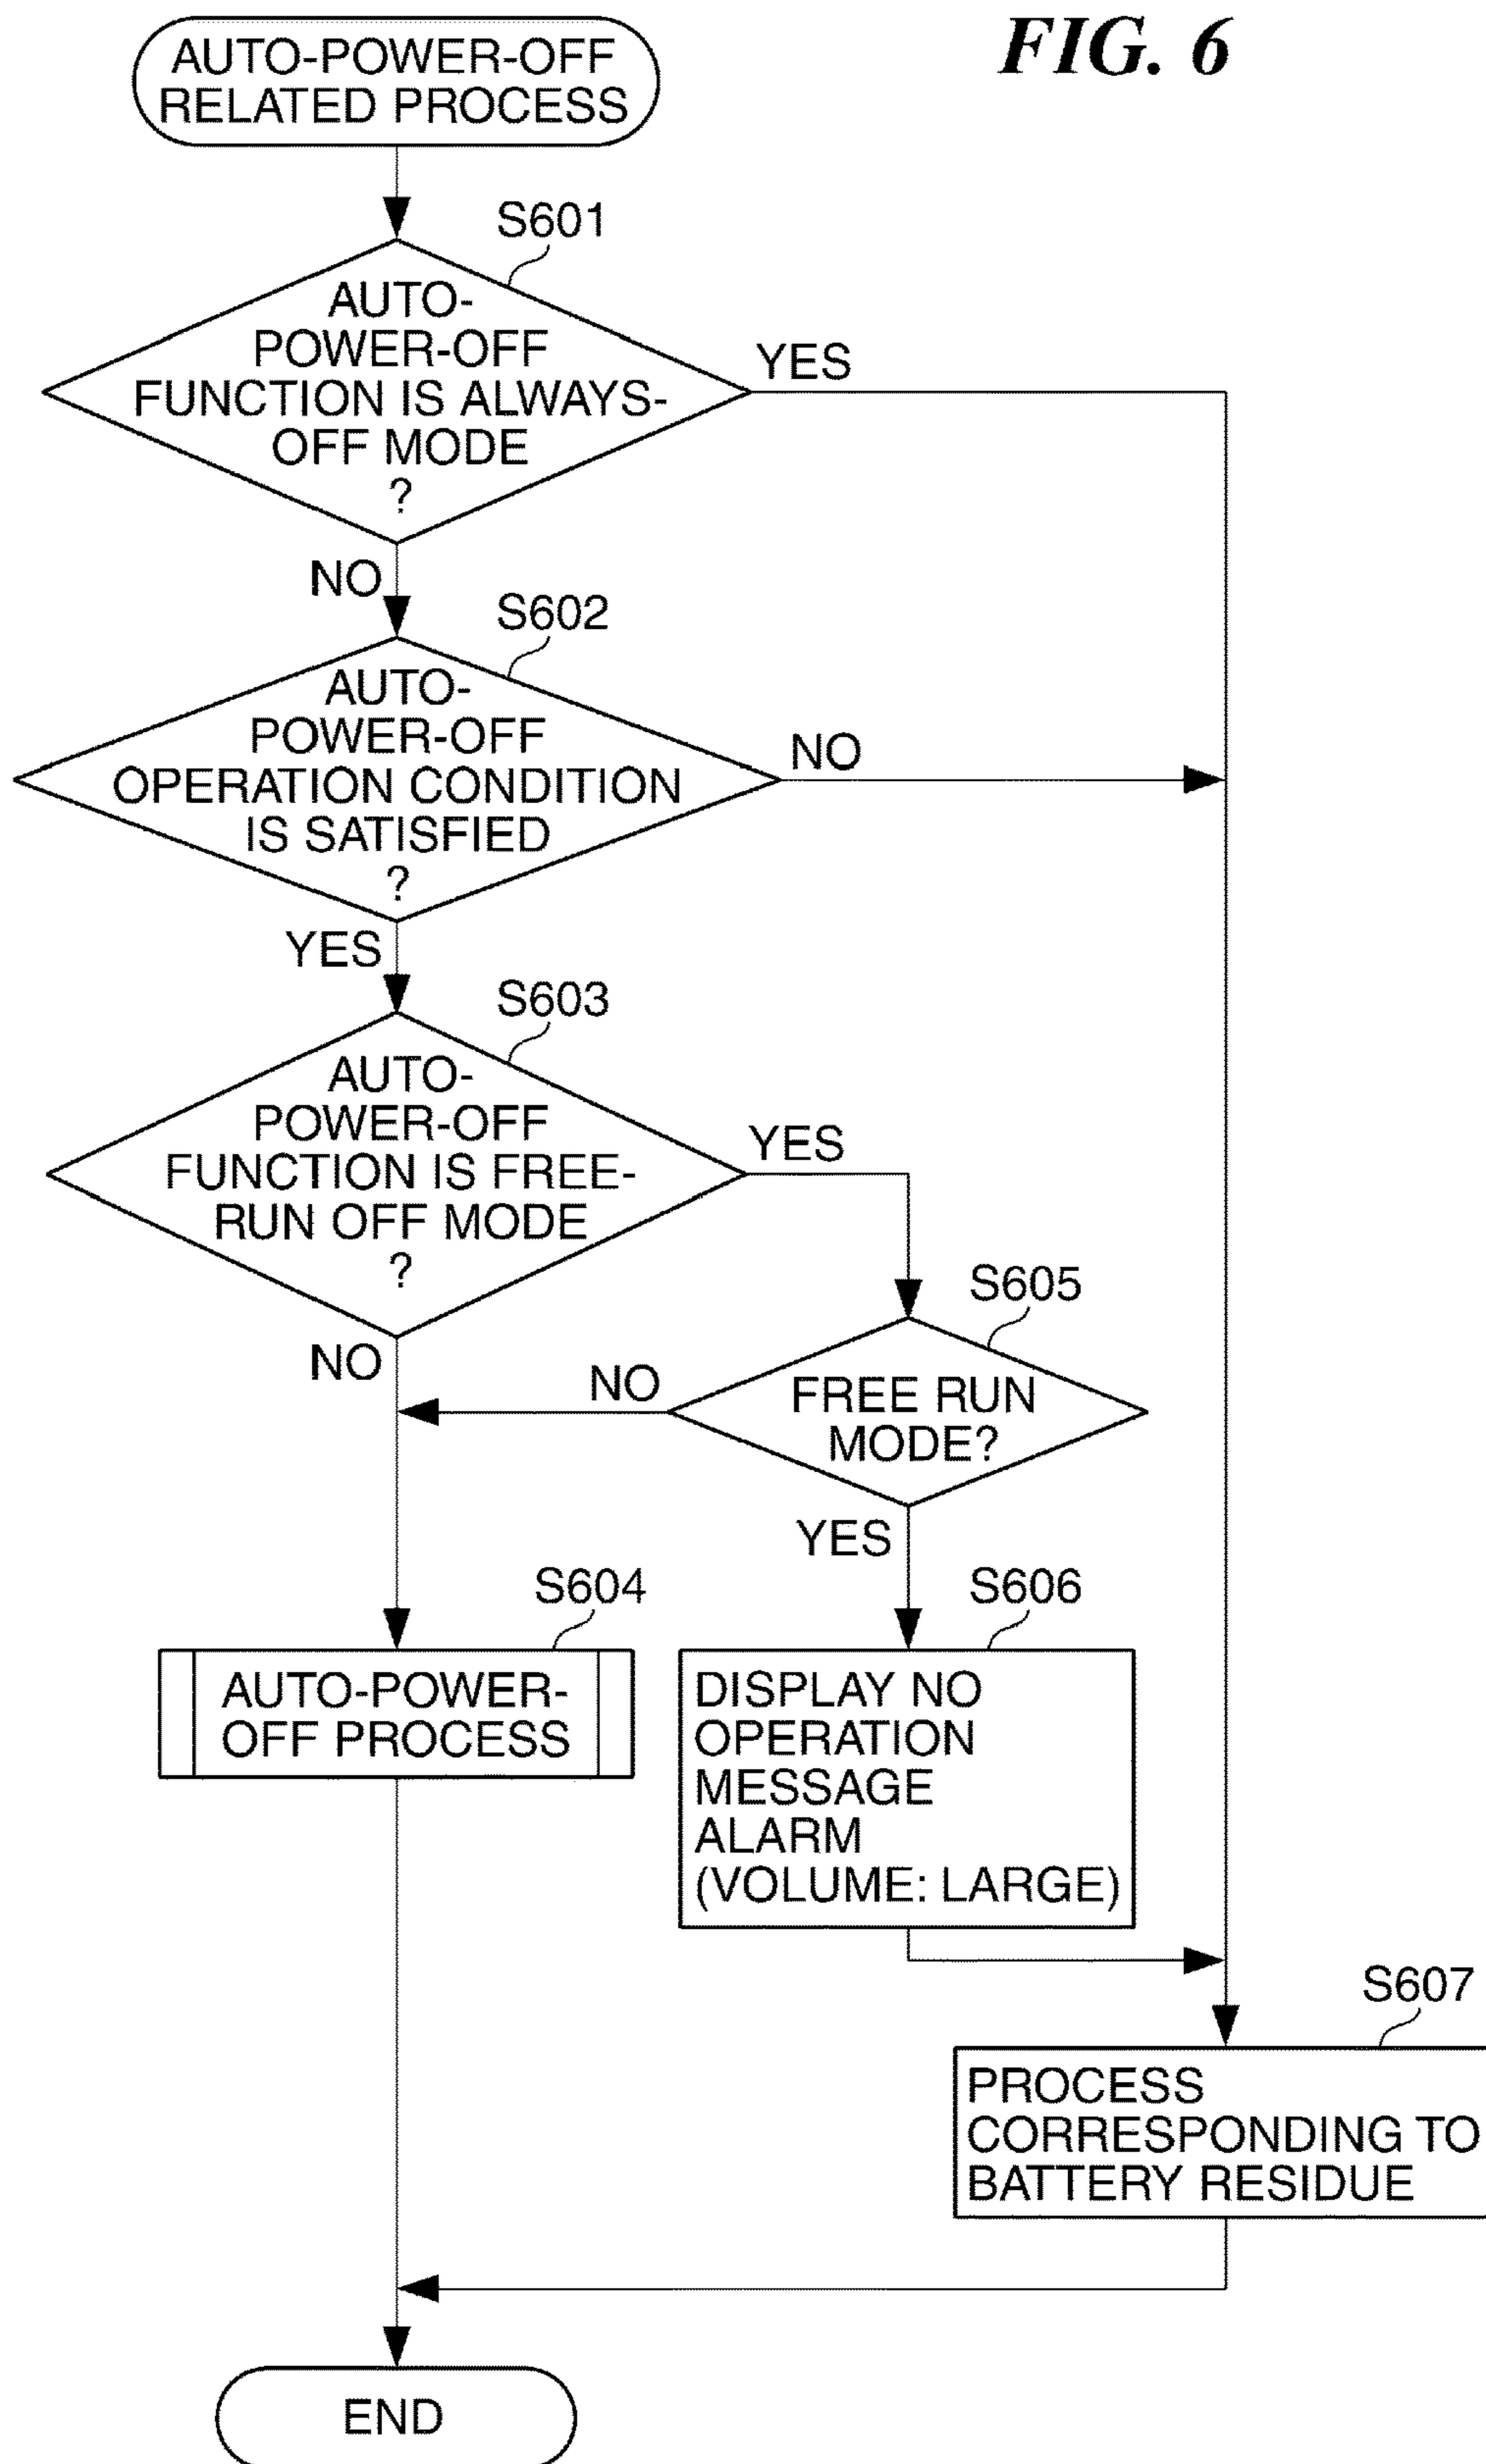 FIG. 6
AUTO-POWER-OFF
RELATED PROCESS
S601
AUTO-
POWER-OFF
FUNCTION IS ALWAYS-
OFF MODE
?
YES
NO
S602
AUTO-
POWER-OFF
OPERATION CONDITION
IS SATISFIED
?
NO
YES
S603
AUTO-
POWER-OFF
FUNCTION IS FREE-
RUN OFF MODE
?
YES
NO
S605
FREE RUN
MODE?
NO
YES
S604
AUTO-POWER-
OFF PROCESS
S606
DISPLAY NO
OPERATION
MESSAGE
ALARM
(VOLUME: LARGE)
S607
PROCESS
CORRESPONDING TO
BATTERY RESIDUE
END